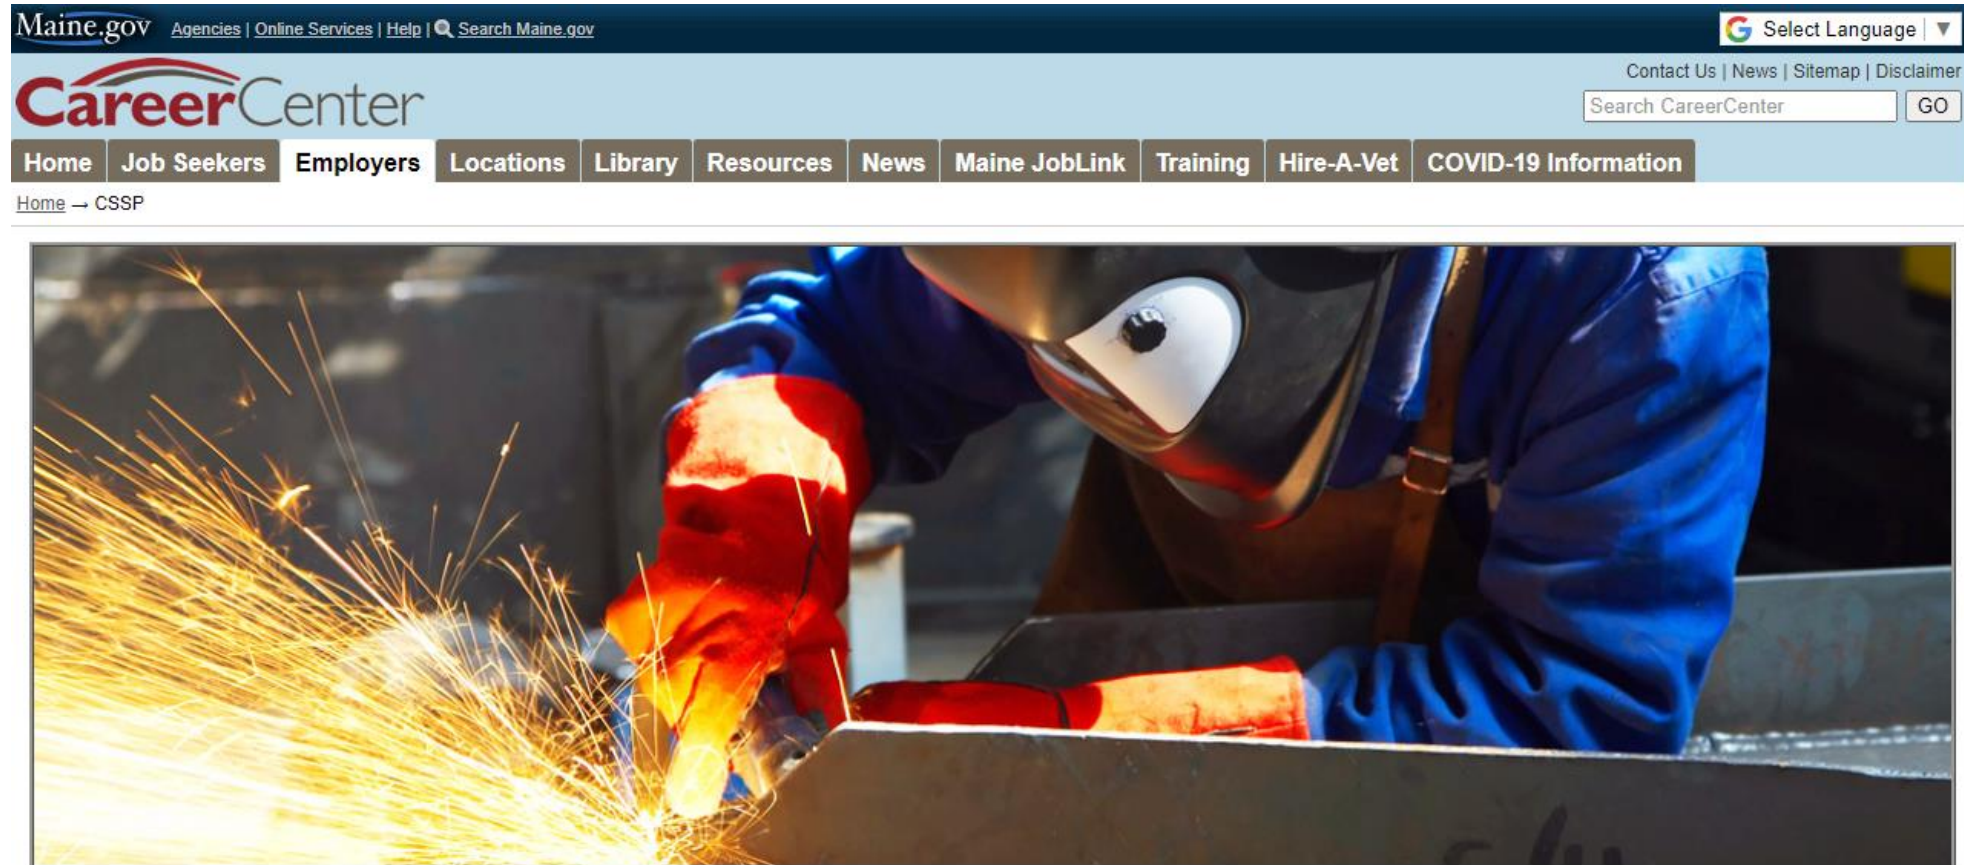 Maine.gov Agencies | Online Services | Help | Search Maine.gov
Select Language ▼
CareerCenter
Contact Us | News | Sitemap | Disclaimer
Search CareerCenter GO
Home Job Seekers Employers Locations Library Resources News Maine JobLink Training Hire-A-Vet COVID-19 Information
Home → CSSP